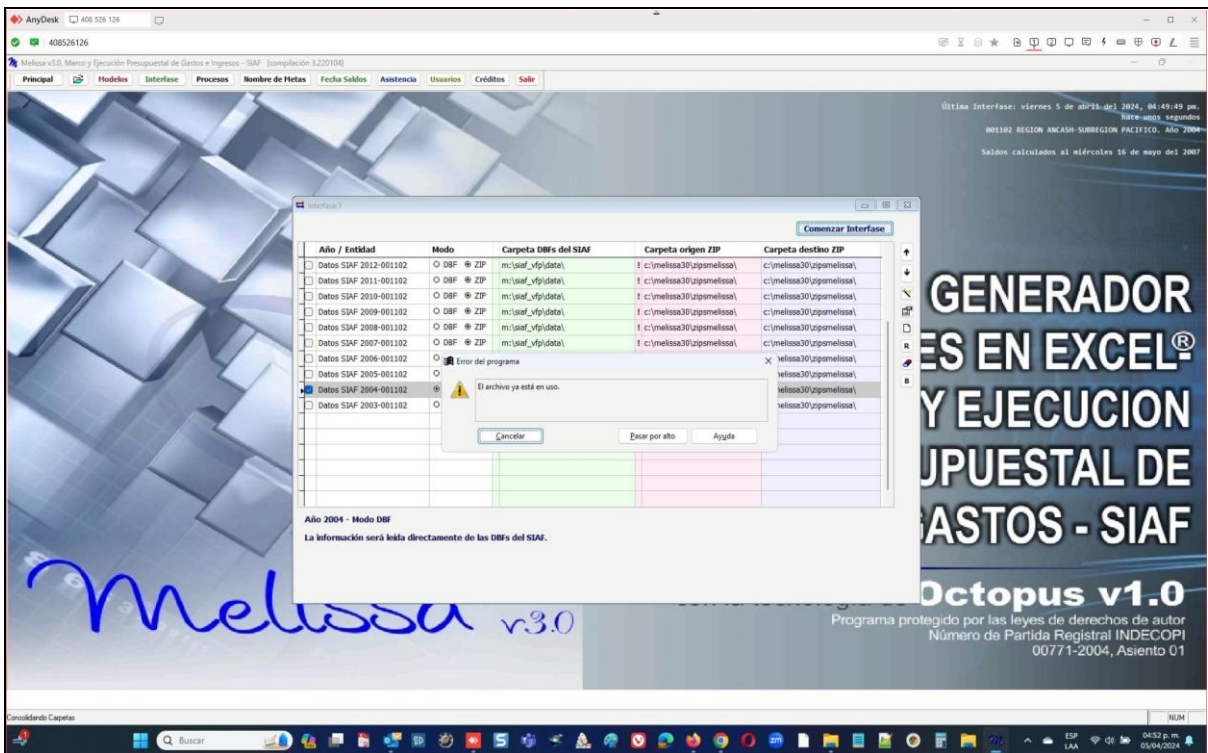 AnyDesk 408 526 126
408526126
Melissa v3.0, Marco y Ejecución Presupuestal de Gastos e Ingresos - SIAF [compilación 3.220104]
Principal Modelos Interfase Procesos Nombre de Metas Fecha Saldos Asistencia Usuarios Créditos Salir
Última Interfase: viernes 5 de abril del 2024, 04:49:49 pm.
hace unos segundos
001102 REGION ANCASH-SUBREGION PACIFICO. Año 2004
Saldos calculados al miércoles 16 de mayo del 2007
Interfase:1
Comenzar Interfase
Año / Entidad Modo Carpeta DBFs del SIAF Carpeta origen ZIP Carpeta destino ZIP
Datos SIAF 2012-001102 DBF ZIP m:\siaf_vfp\data\ ! c:\melissa30\zipsmelissa\ c:\melissa30\zipsmelissa\
Datos SIAF 2011-001102 DBF ZIP m:\siaf_vfp\data\ ! c:\melissa30\zipsmelissa\ c:\melissa30\zipsmelissa\
Datos SIAF 2010-001102 DBF ZIP m:\siaf_vfp\data\ ! c:\melissa30\zipsmelissa\ c:\melissa30\zipsmelissa\
Datos SIAF 2009-001102 DBF ZIP m:\siaf_vfp\data\ ! c:\melissa30\zipsmelissa\ c:\melissa30\zipsmelissa\
Datos SIAF 2008-001102 DBF ZIP m:\siaf_vfp\data\ ! c:\melissa30\zipsmelissa\ c:\melissa30\zipsmelissa\
Datos SIAF 2007-001102 DBF ZIP m:\siaf_vfp\data\ ! c:\melissa30\zipsmelissa\ c:\melissa30\zipsmelissa\
Datos SIAF 2006-001102 elissa30\zipsmelissa\
Datos SIAF 2005-001102 elissa30\zipsmelissa\
Datos SIAF 2004-001102 elissa30\zipsmelissa\
Datos SIAF 2003-001102 elissa30\zipsmelissa\
R
B
Error del programa
El archivo ya está en uso.
Cancelar Pasar por alto Ayuda
Año 2004 - Modo DBF
La información será leída directamente de las DBFs del SIAF.
GENERADOR
ES EN EXCEL®
Y EJECUCION
UPUESTAL DE
GASTOS - SIAF
Melissa v3.0
Octopus v1.0
Programa protegido por las leyes de derechos de autor
Número de Partida Registral INDECOPI
00771-2004, Asiento 01
Consolidando Carpetas
NUM
Buscar
ESP
LAA
04:52 p. m.
05/04/2024